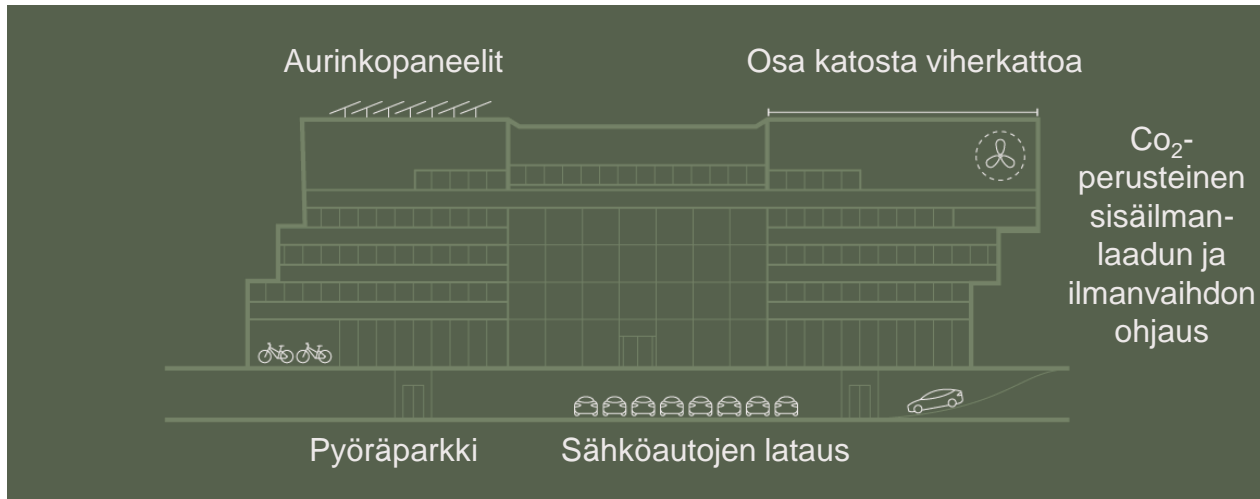 Aurinkopaneelit
Osa katosta viherkattoa
Co₂-
perusteinen
sisäilman-
laadun ja
ilmanvaihdon
ohjaus
Pyöräparkki
Sähköautojen lataus